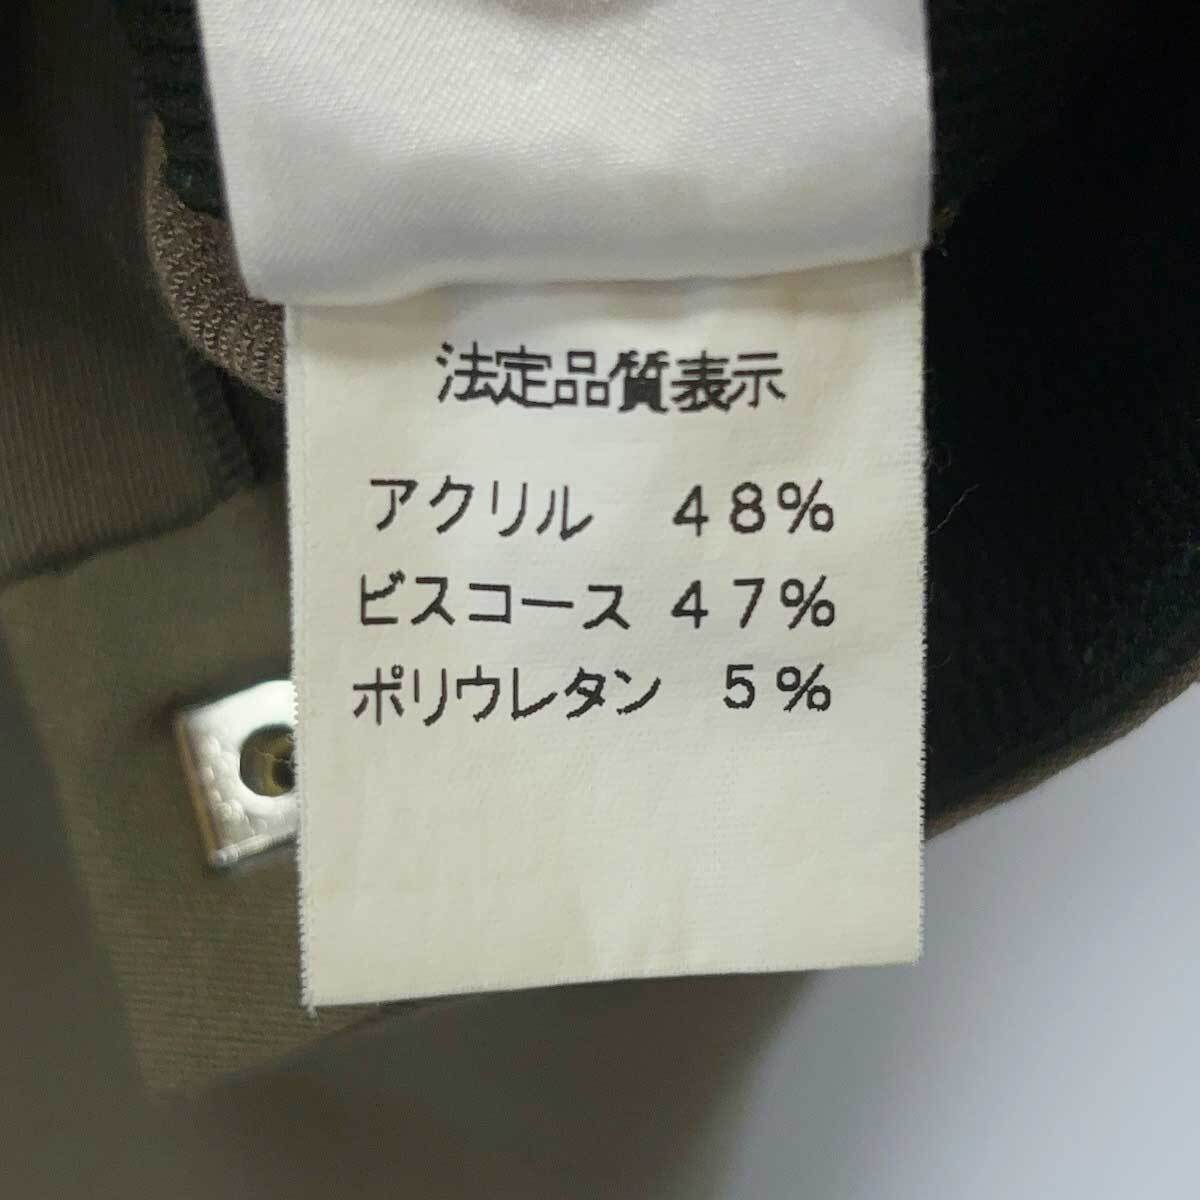 法定品質表示
アクリル 48%
ビスコース 47%
ポリウレタン 5%